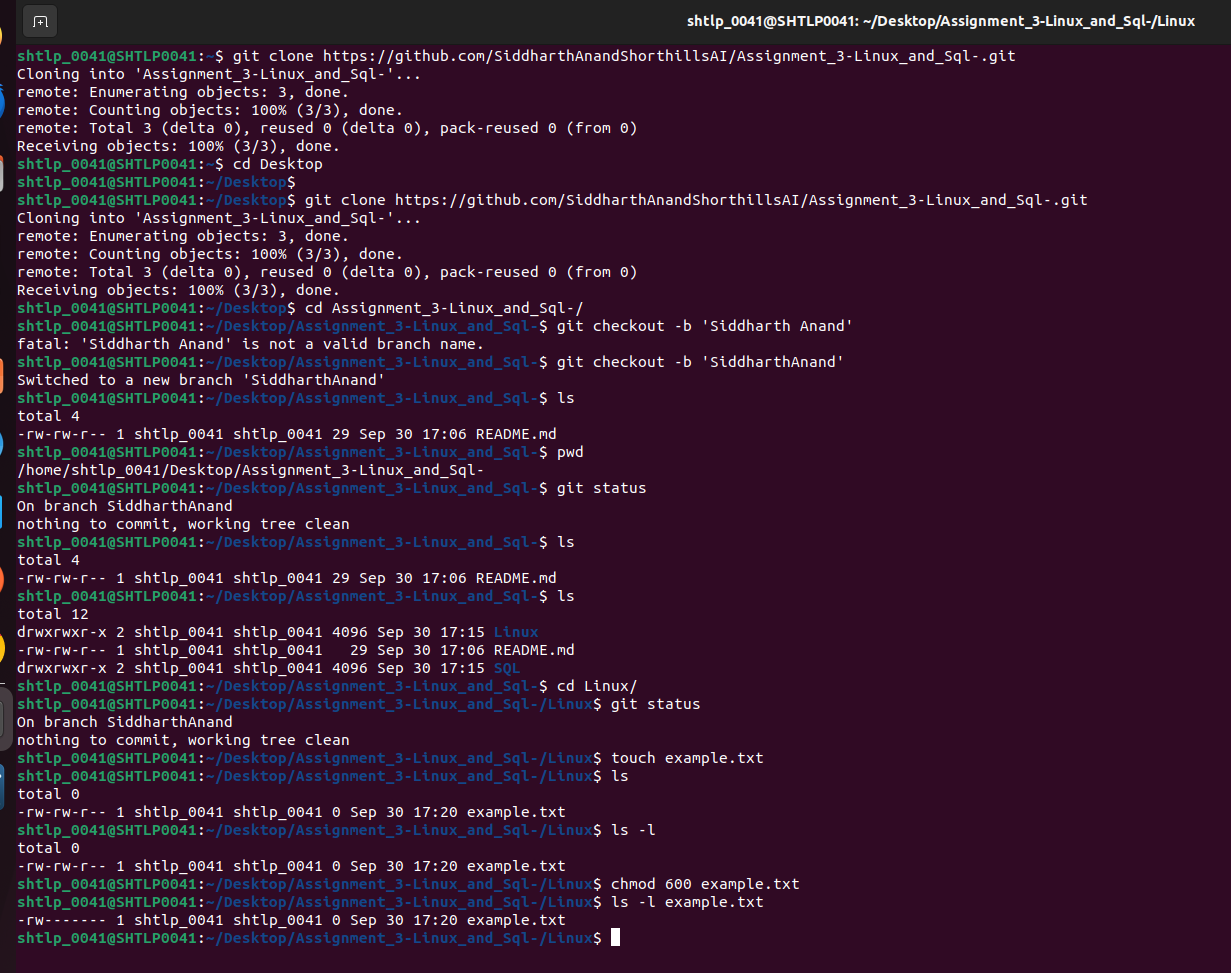 shtlp_0041@SHTLP0041: ~/Desktop/Assignment_3-Linux_and_Sql-/Linux
shtlp_0041@SHTLP0041:~$ git clone https://github.com/SiddharthAnandShorthillsAI/Assignment_3-Linux_and_Sql-.git
Cloning into 'Assignment_3-Linux_and_Sql-'...
remote: Enumerating objects: 3, done.
remote: Counting objects: 100% (3/3), done.
remote: Total 3 (delta 0), reused 0 (delta 0), pack-reused 0 (from 0)
Receiving objects: 100% (3/3), done.
shtlp_0041@SHTLP0041:~$ cd Desktop
shtlp_0041@SHTLP0041:~/Desktop$
shtlp_0041@SHTLP0041:~/Desktop$ git clone https://github.com/SiddharthAnandShorthillsAI/Assignment_3-Linux_and_Sql-.git
Cloning into 'Assignment_3-Linux_and_Sql-'...
remote: Enumerating objects: 3, done.
remote: Counting objects: 100% (3/3), done.
remote: Total 3 (delta 0), reused 0 (delta 0), pack-reused 0 (from 0)
Receiving objects: 100% (3/3), done.
shtlp_0041@SHTLP0041:~/Desktop$ cd Assignment_3-Linux_and_Sql-/
shtlp_0041@SHTLP0041:~/Desktop/Assignment_3-Linux_and_Sql-$ git checkout -b 'Siddharth Anand'
fatal: 'Siddharth Anand' is not a valid branch name.
shtlp_0041@SHTLP0041:~/Desktop/Assignment_3-Linux_and_Sql-$ git checkout -b 'SiddharthAnand'
Switched to a new branch 'SiddharthAnand'
shtlp_0041@SHTLP0041:~/Desktop/Assignment_3-Linux_and_Sql-$ ls
total 4
-rw-rw-r-- 1 shtlp_0041 shtlp_0041 29 Sep 30 17:06 README.md
shtlp_0041@SHTLP0041:~/Desktop/Assignment_3-Linux_and_Sql-$ pwd
/home/shtlp_0041/Desktop/Assignment_3-Linux_and_Sql-
shtlp_0041@SHTLP0041:~/Desktop/Assignment_3-Linux_and_Sql-$ git status
On branch SiddharthAnand
nothing to commit, working tree clean
shtlp_0041@SHTLP0041:~/Desktop/Assignment_3-Linux_and_Sql-$ ls
total 4
-rw-rw-r-- 1 shtlp_0041 shtlp_0041 29 Sep 30 17:06 README.md
shtlp_0041@SHTLP0041:~/Desktop/Assignment_3-Linux_and_Sql-$ ls
total 12
drwxrwxr-x 2 shtlp_0041 shtlp_0041 4096 Sep 30 17:15 Linux
-rw-rw-r-- 1 shtlp_0041 shtlp_0041   29 Sep 30 17:06 README.md
drwxrwxr-x 2 shtlp_0041 shtlp_0041 4096 Sep 30 17:15 SQL
shtlp_0041@SHTLP0041:~/Desktop/Assignment_3-Linux_and_Sql-$ cd Linux/
shtlp_0041@SHTLP0041:~/Desktop/Assignment_3-Linux_and_Sql-/Linux$ git status
On branch SiddharthAnand
nothing to commit, working tree clean
shtlp_0041@SHTLP0041:~/Desktop/Assignment_3-Linux_and_Sql-/Linux$ touch example.txt
shtlp_0041@SHTLP0041:~/Desktop/Assignment_3-Linux_and_Sql-/Linux$ ls
total 0
-rw-rw-r-- 1 shtlp_0041 shtlp_0041 0 Sep 30 17:20 example.txt
shtlp_0041@SHTLP0041:~/Desktop/Assignment_3-Linux_and_Sql-/Linux$ ls -l
total 0
-rw-rw-r-- 1 shtlp_0041 shtlp_0041 0 Sep 30 17:20 example.txt
shtlp_0041@SHTLP0041:~/Desktop/Assignment_3-Linux_and_Sql-/Linux$ chmod 600 example.txt
shtlp_0041@SHTLP0041:~/Desktop/Assignment_3-Linux_and_Sql-/Linux$ ls -l example.txt
-rw------- 1 shtlp_0041 shtlp_0041 0 Sep 30 17:20 example.txt
shtlp_0041@SHTLP0041:~/Desktop/Assignment_3-Linux_and_Sql-/Linux$